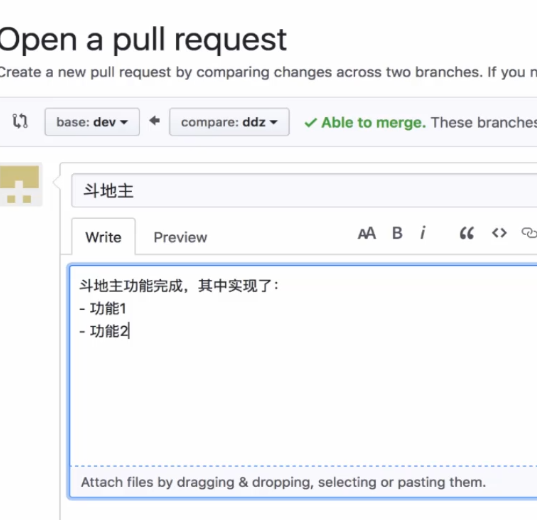 Open a pull request
Create a new pull request by comparing changes across two branches. If you n
base: dev compare: ddz Able to merge. These branches
斗地主
Write Preview AA B i
斗地主功能完成，其中实现了：
- 功能1
- 功能2
Attach files by dragging & dropping, selecting or pasting them.